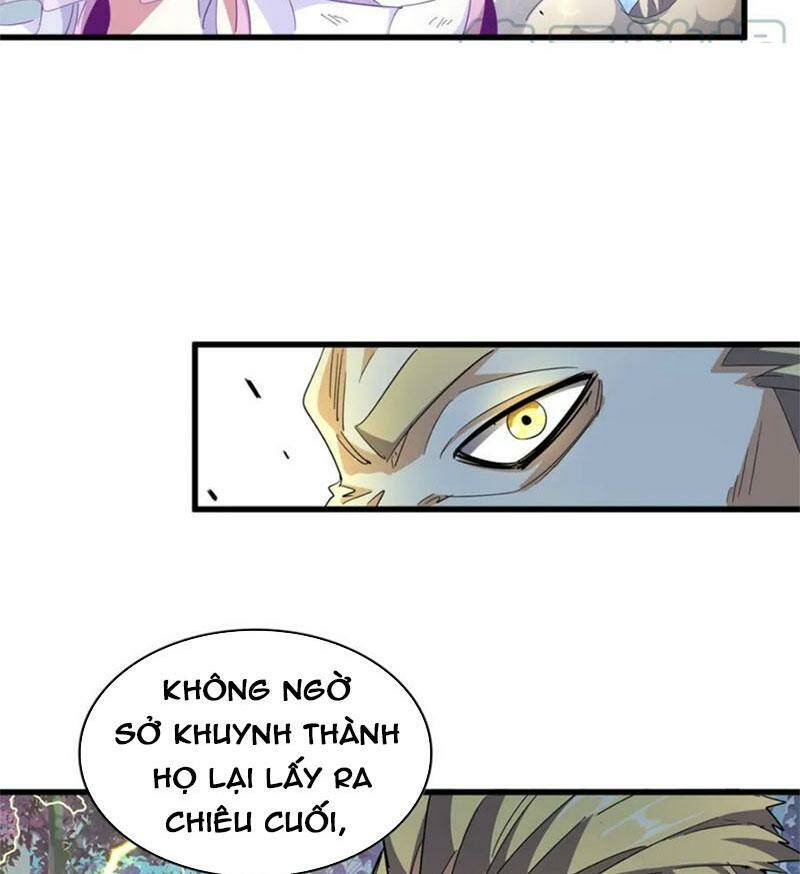 KHÔNG NGỜ
SỞ KHUYNH THÀNH
HỌ LẠI LẤY RA
CHIÊU CUỐI,